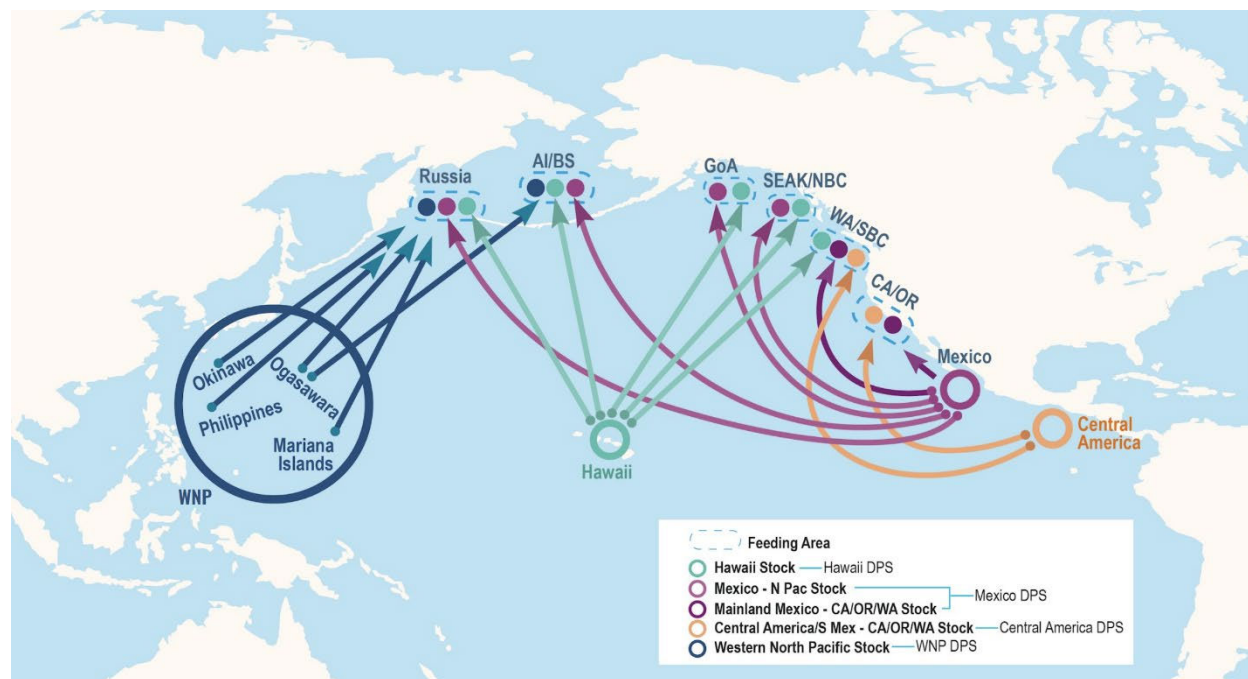 AI/BS
GoA
Russia
SEAK/NBC
WA/SBC
CA/OR
Mexico
Okinawa
Ogasawara
Philippines
Mariana
Islands
WNP
Hawaii
Central
America
Feeding Area
Hawaii Stock Hawaii DPS
Mexico - N Pac Stock
Mexico DPS
Mainland Mexico - CA/OR/WA Stock
Central America/S Mex - CA/OR/WA Stock Central America DPS
Western North Pacific Stock WNP DPS